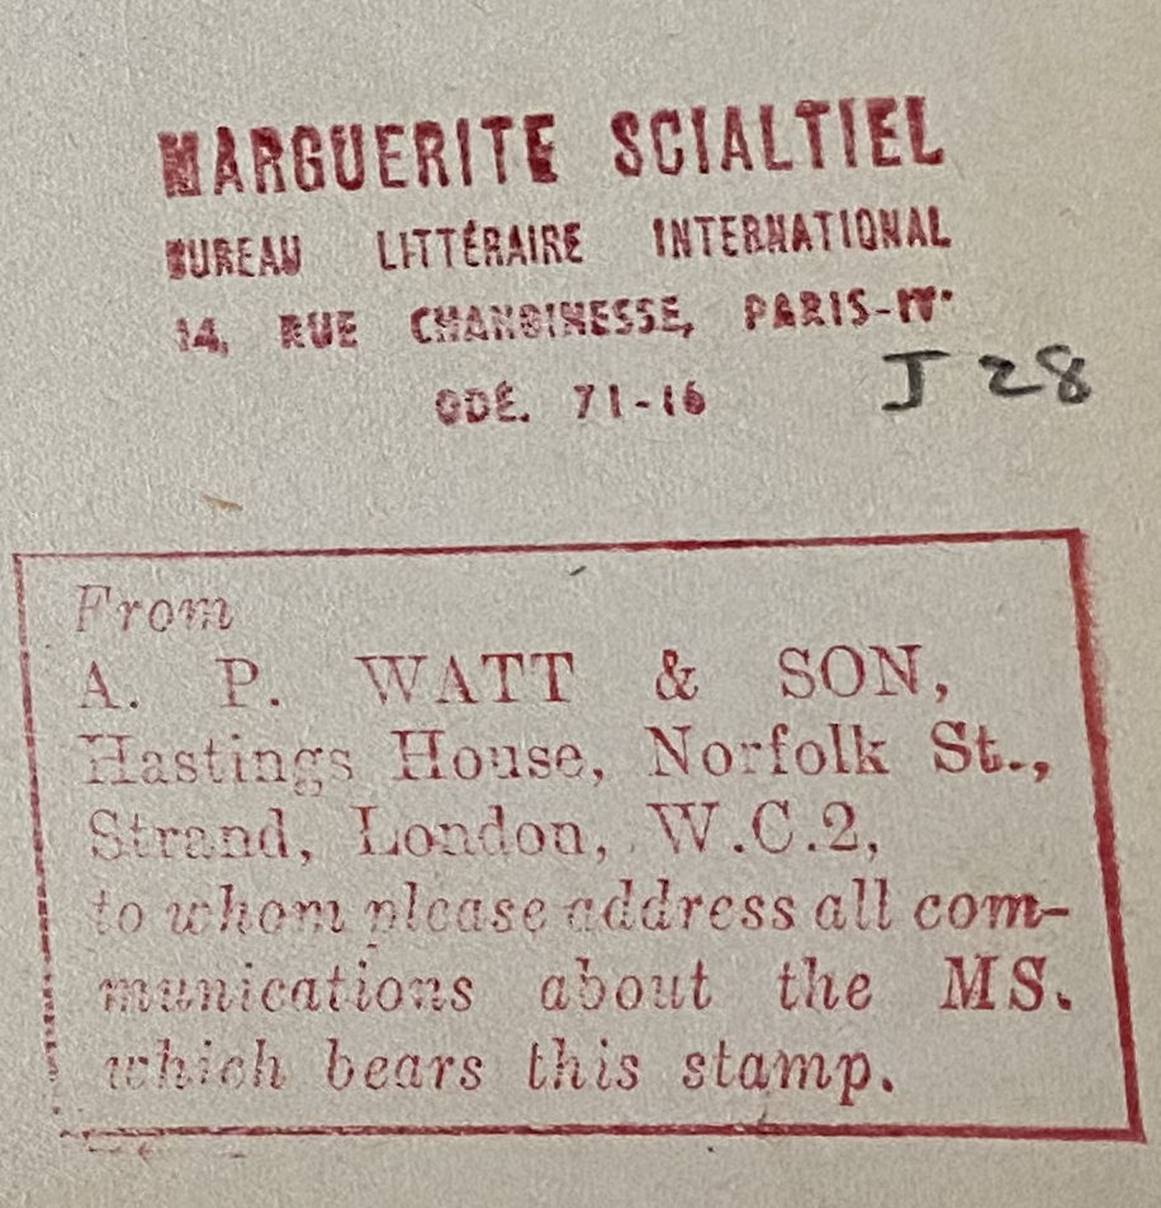 MARGUERITE SCIALTIEL
BUREAU LITTÉRAIRE INTERNATIONAL
14, RUE CHANOINESSE, PARIS-IVᵉ
ODÉ. 71-16
J 28
From
A. P. WATT & SON,
Hastings House, Norfolk St.,
Strand, London, W.C.2,
to whom please address all com-
munications about the MS.
which bears this stamp.